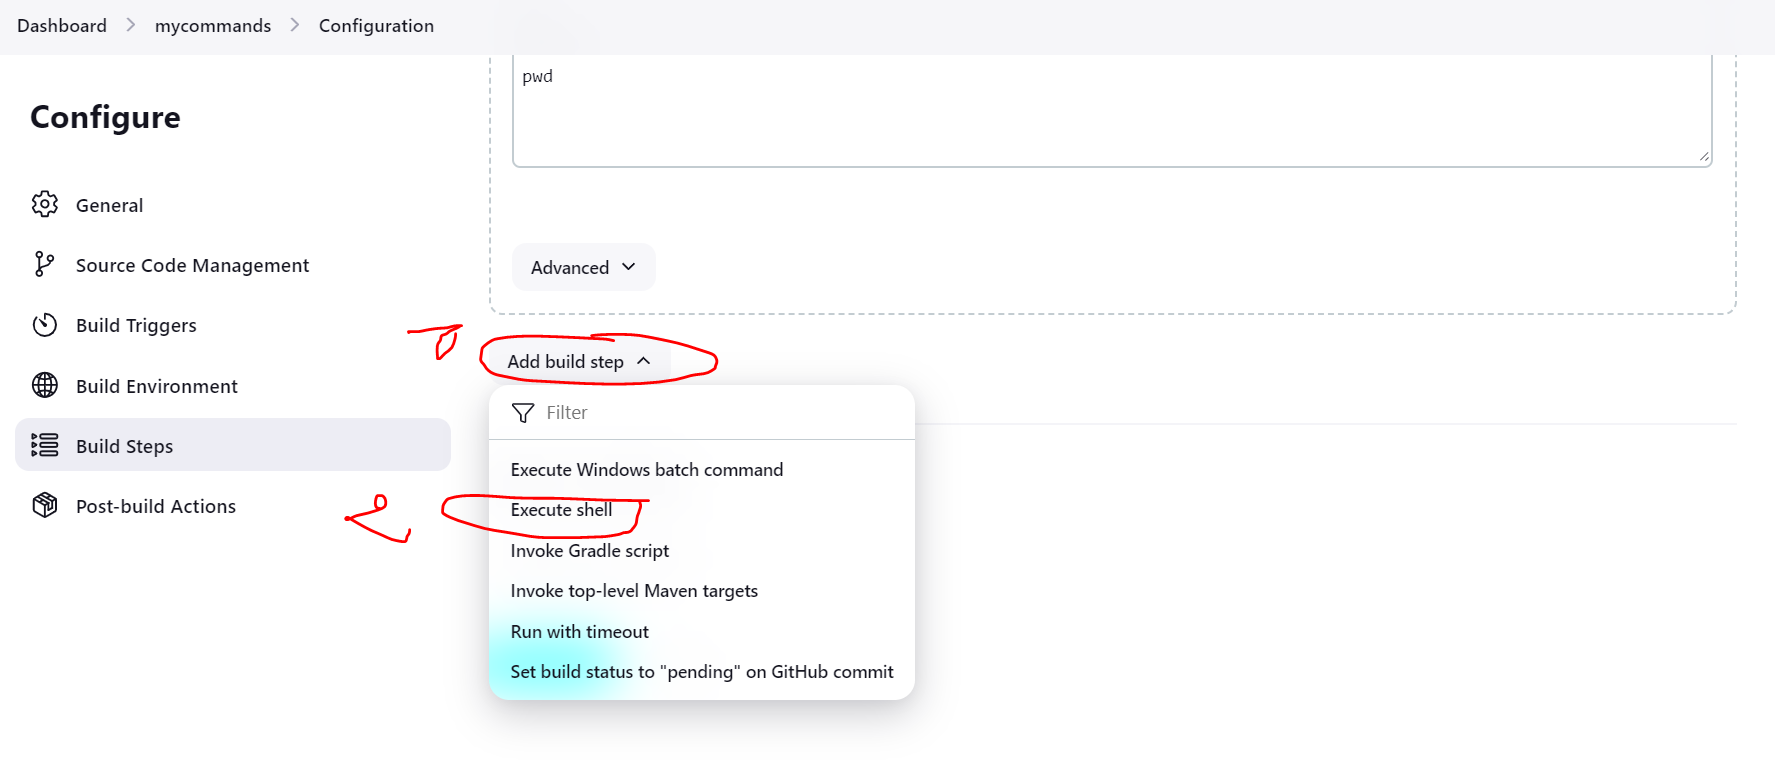 Dashboard > mycommands > Configuration
Configure
General
Source Code Management
Build Triggers
Build Environment
Build Steps
Post-build Actions
pwd
Advanced
Add build step
Filter
Execute Windows batch command
Execute shell
Invoke Gradle script
Invoke top-level Maven targets
Run with timeout
Set build status to "pending" on GitHub commit